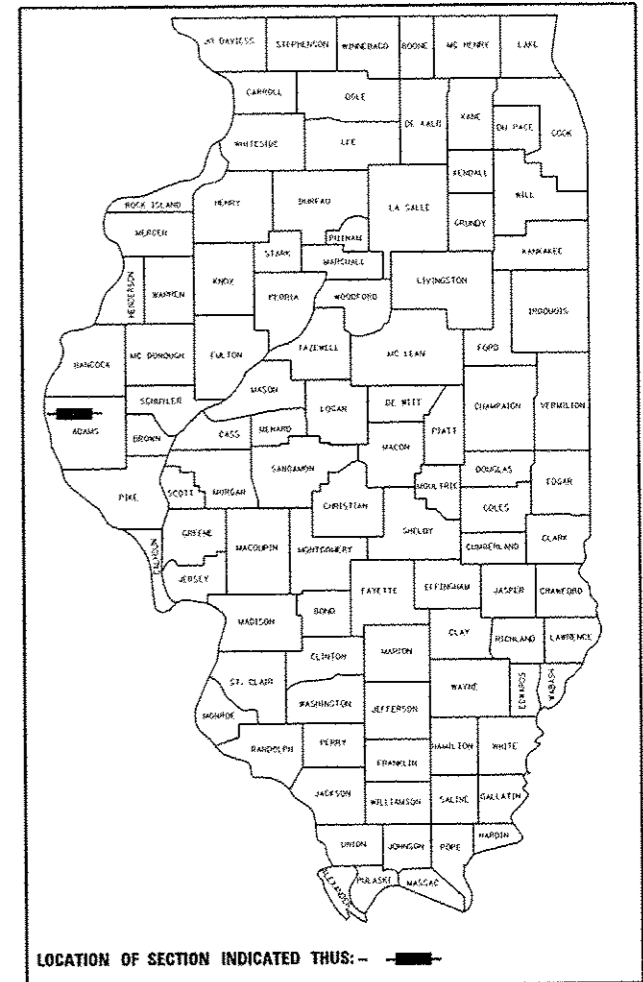 JO DAVIESS STEPHENSON WINNEBAGO BOONE MC HENRY LAKE
CARROLL OGLE DE KALB KANE DU PAGE COOK
WHITESIDE LEE
KENDALL WILL
ROCK ISLAND HENRY BUREAU LA SALLE GRUNDY
MERCER PUTNAM KANKAKEE
STARK MARSHALL
HENDERSON WARREN KNOX PEORIA WOODFORD LIVINGSTON IROQUOIS
HANCOCK MC DONOUGH FULTON TAZEWELL MC LEAN FORD
SCHUYLER MASON LOGAN DE WITT CHAMPAIGN VERMILION
ADAMS BROWN CASS MENARD MACON PIATT
PIKE SCOTT MORGAN SANGAMON MOULTRIE DOUGLAS EDGAR
CHRISTIAN COLES
CALHOUN GREENE MACOUPIN MONTGOMERY SHELBY CUMBERLAND CLARK
JERSEY FAYETTE EFFINGHAM JASPER CRAWFORD
MADISON BOND CLAY RICHLAND LAWRENCE
CLINTON MARION
ST. CLAIR WASHINGTON JEFFERSON WAYNE EDWARDS WABASH
MONROE
RANDOLPH PERRY FRANKLIN HAMILTON WHITE
JACKSON WILLIAMSON SALINE GALLATIN
UNION JOHNSON POPE HARDIN
ALEXANDER PULASKI MASSAC
LOCATION OF SECTION INDICATED THUS: -